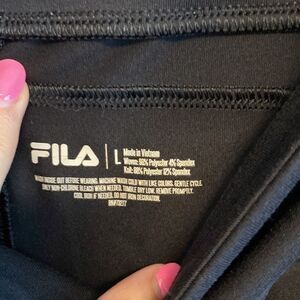 FILA L
Made in Vietnam
Woven: 96% Polyester 4% Spandex
Knit: 88% Polyester 12% Spandex
WASH INSIDE OUT BEFORE WEARING. MACHINE WASH COLD WITH LIKE COLORS. GENTLE CYCLE.
ONLY NON-CHLORINE BLEACH WHEN NEEDED. TUMBLE DRY LOW. REMOVE PROMPTLY.
COOL IRON IF NEEDED. DO NOT IRON DECORATION.